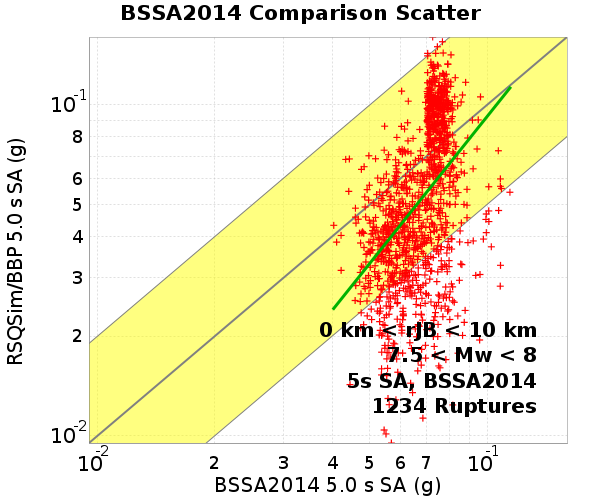 BSSA2014 Comparison Scatter
RSQSim/BBP 5.0 s SA (g)
10-1
8
6
5
4
3
2
10-2
0 km < rJB < 10 km
7.5 < Mw < 8
5s SA, BSSA2014
1234 Ruptures
10-2 2 3 4 5 6 7 10-1
BSSA2014 5.0 s SA (g)